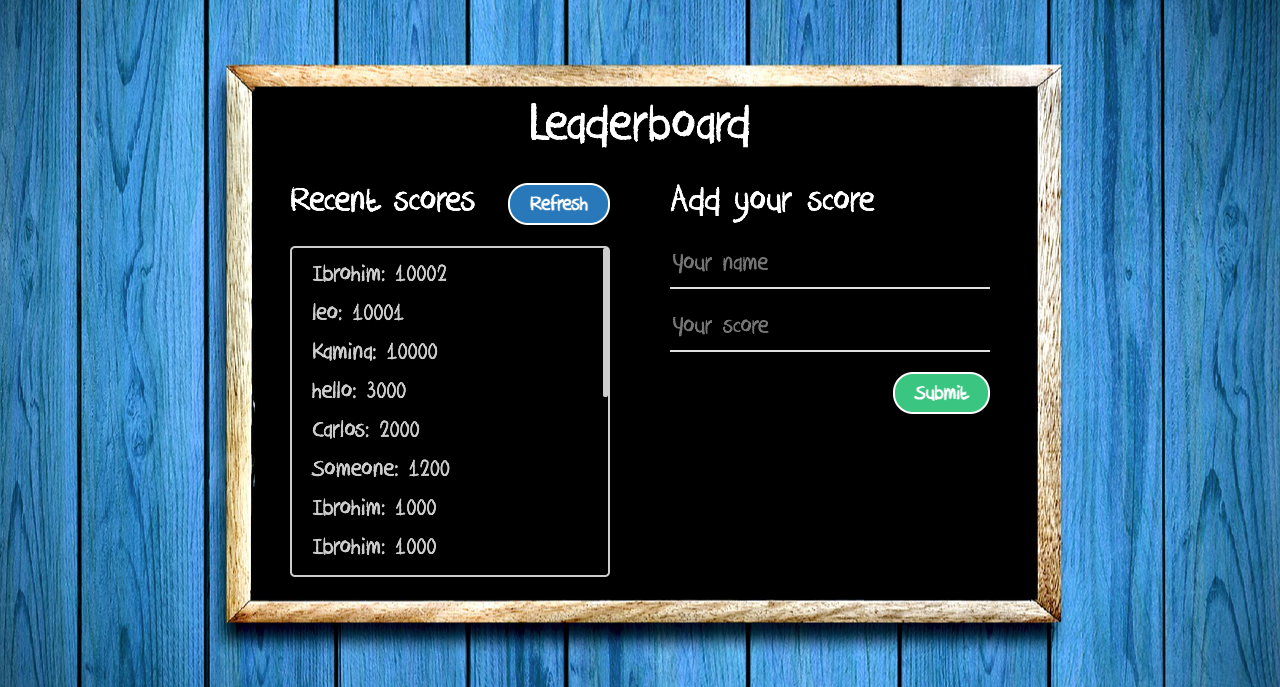 Leaderboard
Recent scores
Refresh
Ibrohim: 10002
leo: 10001
Kamina: 10000
hello: 3000
Carlos: 2000
Someone: 1200
Ibrohim: 1000
Ibrohim: 1000
Add your score
Your name
Your score
Submit